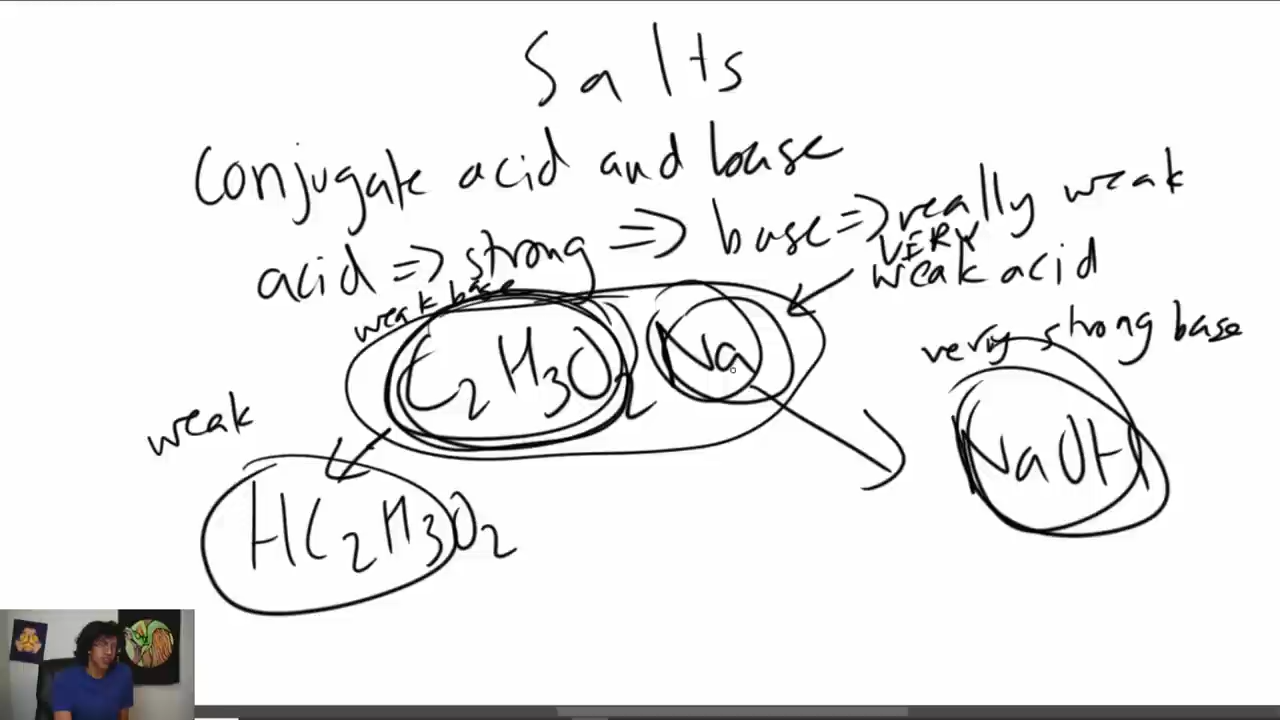 Salts
conjugate acid and base
acid => strong => base => really weak
VERY
weak acid
weak base
very strong base
C2H3O2 Na
weak
NaOH
HC2H3O2